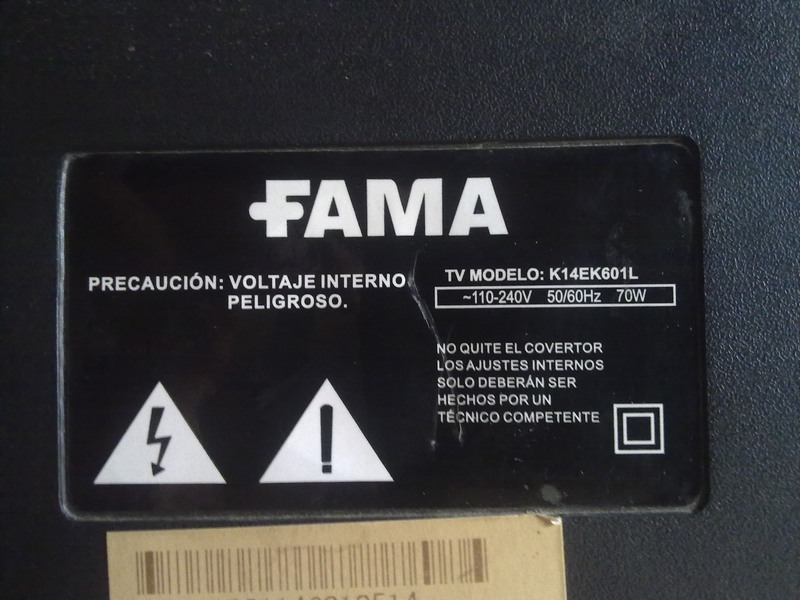 FAMA
PRECAUCIÓN: VOLTAJE INTERNO
PELIGROSO.
TV MODELO: K14EK601L
~110-240V 50/60Hz 70W
NO QUITE EL COVERTOR
LOS AJUSTES INTERNOS
SOLO DEBERÁN SER
HECHOS POR UN
TÉCNICO COMPETENTE